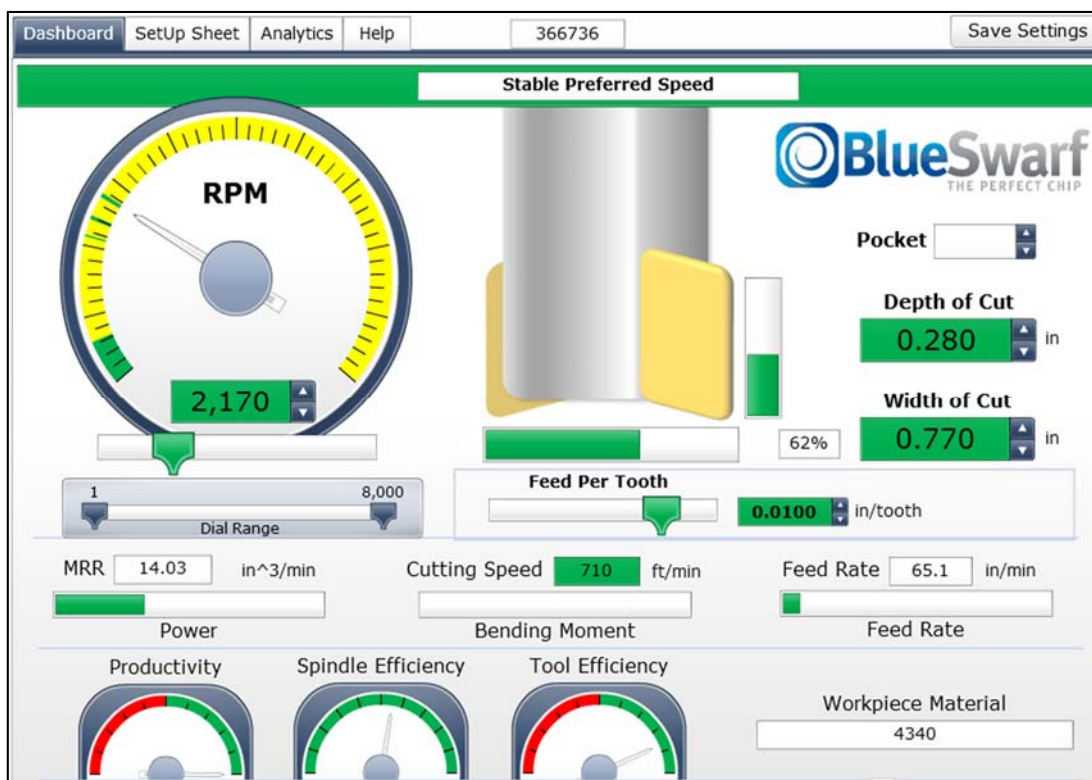 Dashboard SetUp Sheet Analytics Help 366736 Save Settings
Stable Preferred Speed
BlueSwarf
THE PERFECT CHIP
RPM
Pocket
Depth of Cut
0.280 in
2,170
Width of Cut
0.770 in
62%
1 8,000
Dial Range
Feed Per Tooth
0.0100 in/tooth
MRR 14.03 in^3/min Cutting Speed 710 ft/min Feed Rate 65.1 in/min
Power Bending Moment Feed Rate
Productivity Spindle Efficiency Tool Efficiency
Workpiece Material
4340